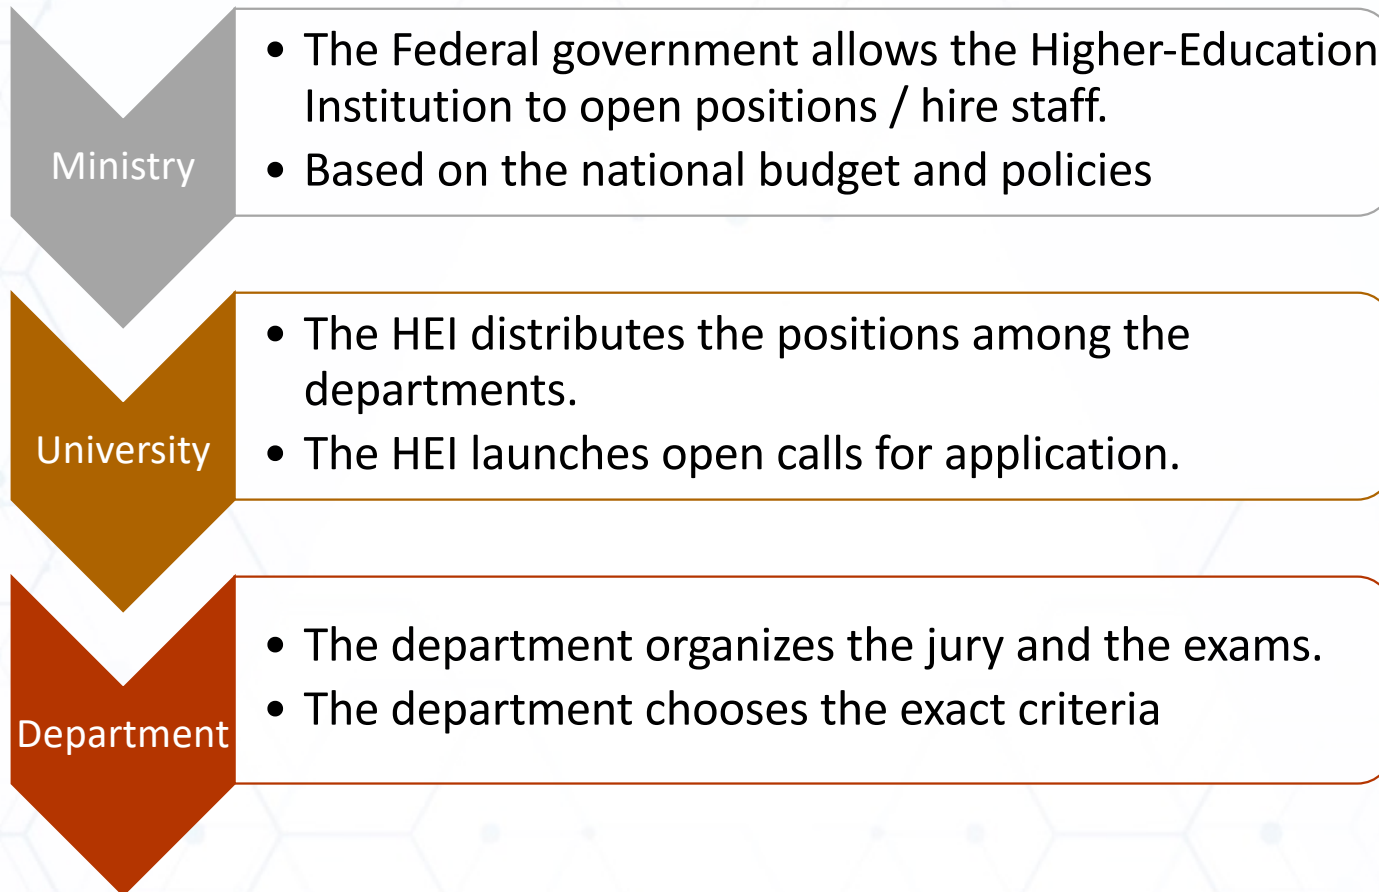 Ministry
• The Federal government allows the Higher-Education
Institution to open positions / hire staff.
• Based on the national budget and policies
University
• The HEI distributes the positions among the
departments.
• The HEI launches open calls for application.
Department
• The department organizes the jury and the exams.
• The department chooses the exact criteria